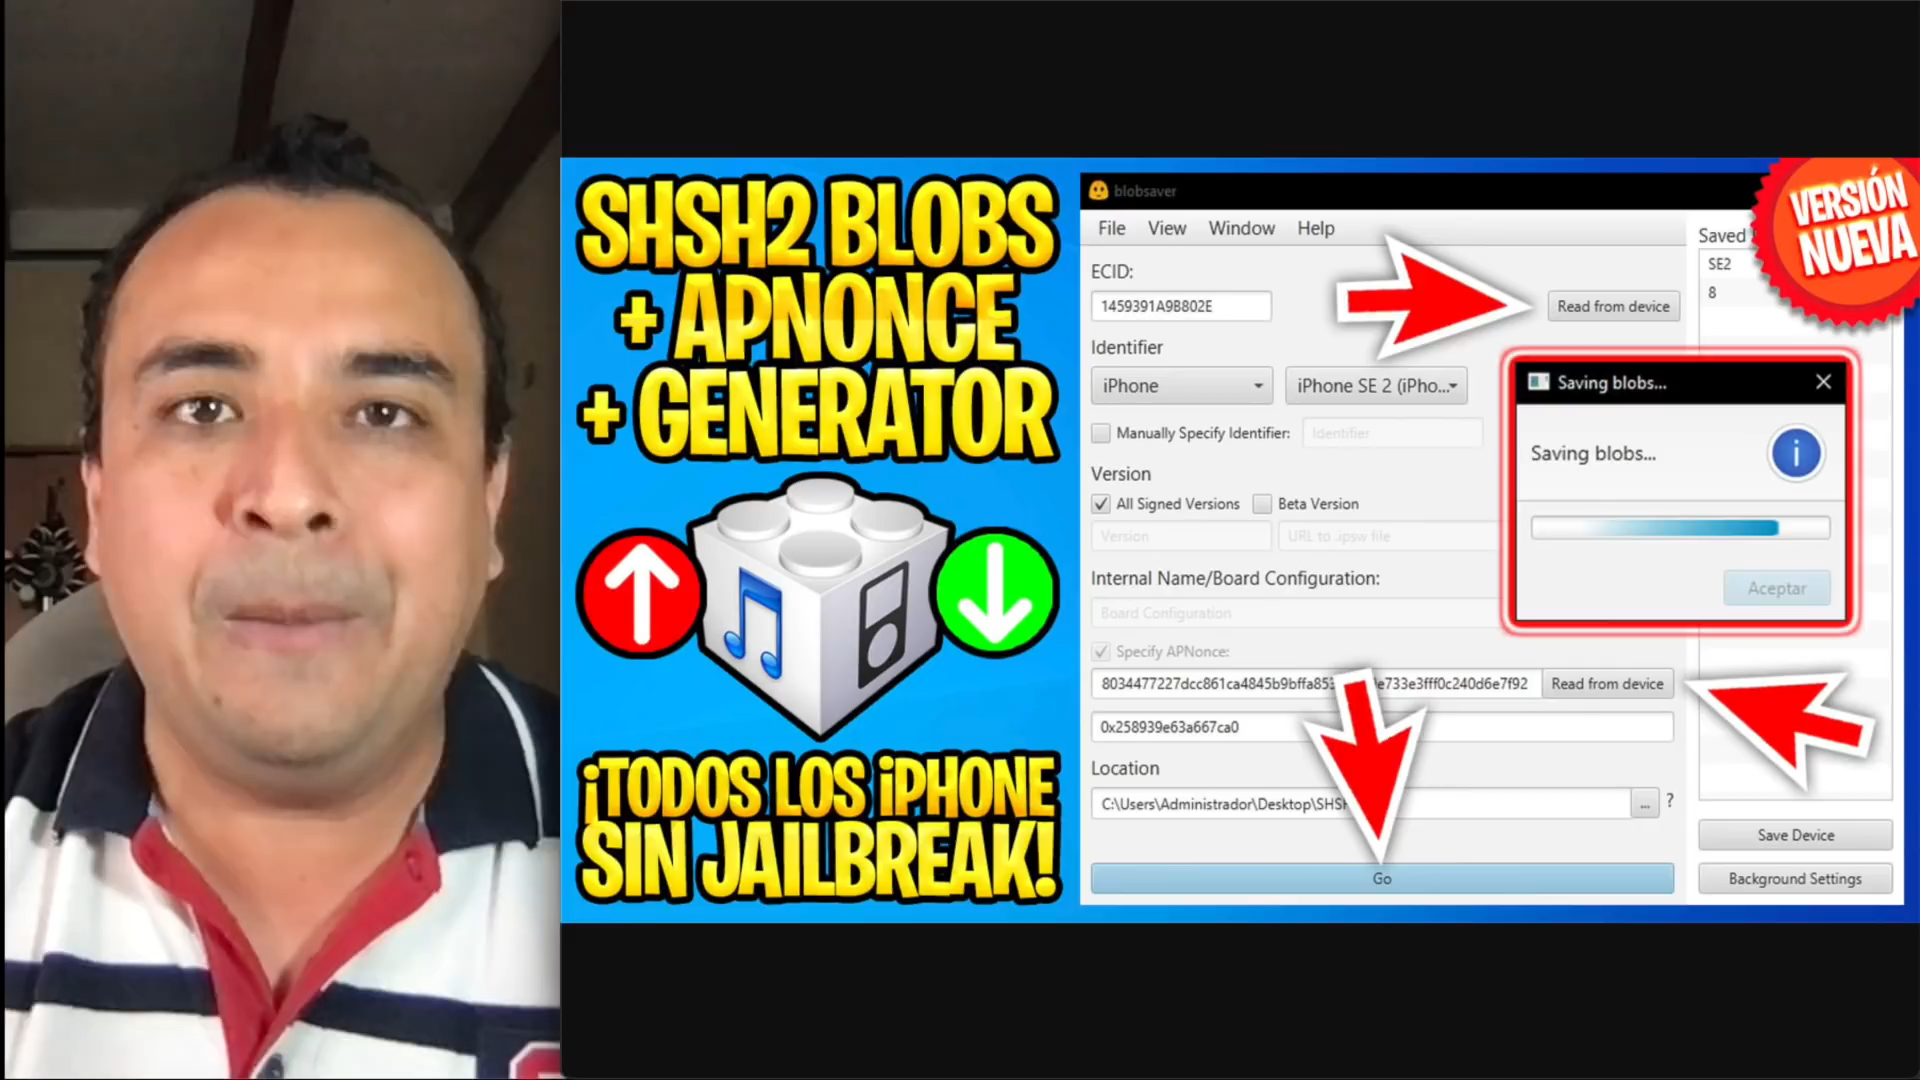 SHSH2 BLOBS
+ APNONCE
+ GENERATOR
¡TODOS LOS iPHONE
SIN JAILBREAK!
VERSIÓN
NUEVA
blobsaver
File View Window Help
ECID:
1459391A9B802E
Read from device
Identifier
iPhone
iPhone SE 2 (iPho...
Manually Specify Identifier:
Identifier
Version
All Signed Versions
Beta Version
Version
URL to .ipsw file
Internal Name/Board Configuration:
Board Configuration
Specify APNonce:
Read from device
0x258939e63a667ca0
Location
C:\Users\Administrador\Desktop\SHSH
...
?
Go
Saved
SE2
8
Saving blobs...
Saving blobs...
i
Aceptar
Save Device
Background Settings